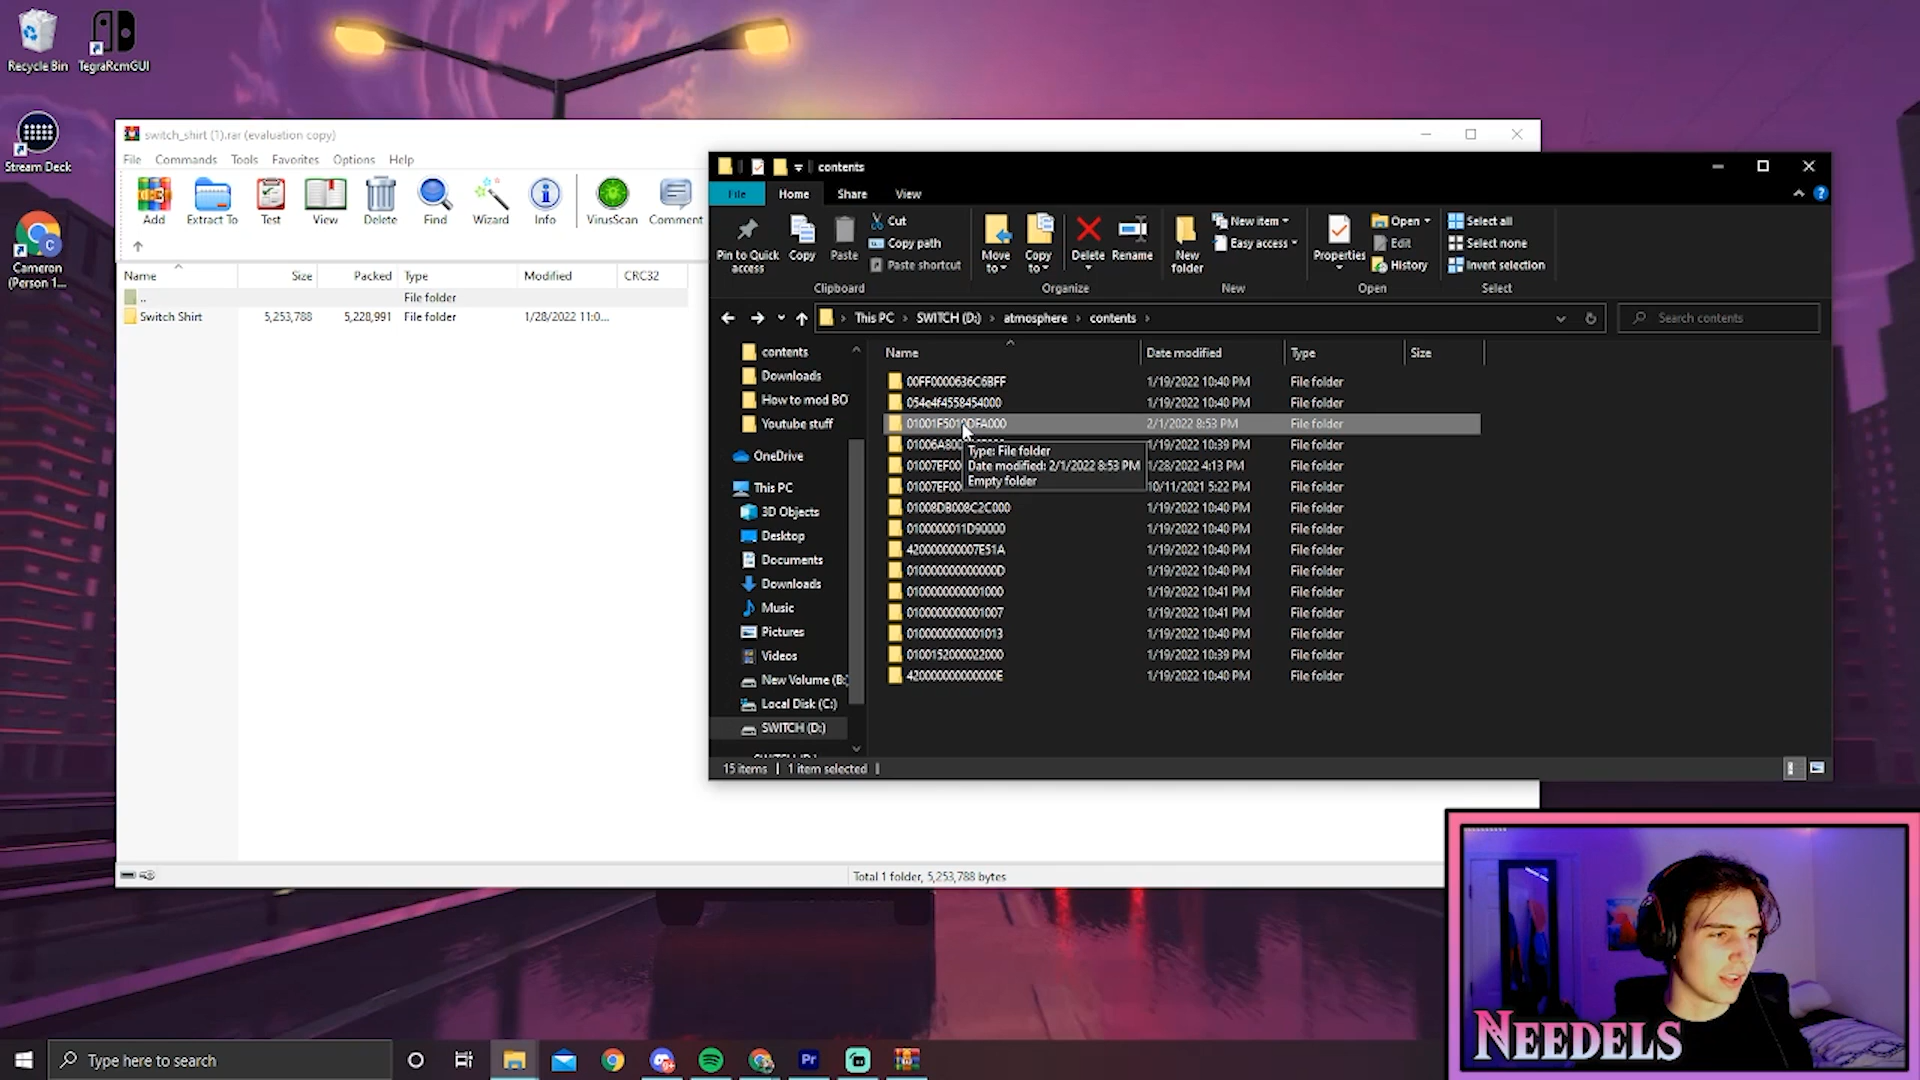 Recycle Bin
TegraRcmGUI
Stream Deck
Cameron
(Person 1...
switch_shirt (1).rar (evaluation copy)
File Commands Tools Favorites Options Help
Add Extract To Test View Delete Find Wizard Info VirusScan Comment
Name Size Packed Type Modified CRC32
.. File folder
Switch Shirt 5,253,788 5,228,991 File folder 1/28/2022 11:0...
Total 1 folder, 5,253,788 bytes
contents
File Home Share View
Pin to Quick access
Copy
Paste
Cut
Copy path
Paste shortcut
Clipboard
Move to
Copy to
Delete
Rename
Organize
New folder
New item
Easy access
New
Properties
Open
Edit
History
Open
Select all
Select none
Invert selection
Select
This PC › SWITCH (D:) › atmosphere › contents ›
Search contents
contents
Downloads
How to mod BO
Youtube stuff
OneDrive
This PC
3D Objects
Desktop
Documents
Downloads
Music
Pictures
Videos
New Volume (B:)
Local Disk (C:)
SWITCH (D:)
Name Date modified Type Size
00FF0000636C6BFF 1/19/2022 10:40 PM File folder
054e4f4558454000 1/19/2022 10:40 PM File folder
01001F5010DFA000 2/1/2022 8:53 PM File folder
01006A800 1/19/2022 10:39 PM File folder
01007EF00 1/28/2022 4:13 PM File folder
01007EF00 10/11/2021 5:22 PM File folder
01008DB008C2C000 1/19/2022 10:40 PM File folder
0100000011D90000 1/19/2022 10:40 PM File folder
420000000007E51A 1/19/2022 10:40 PM File folder
010000000000000D 1/19/2022 10:40 PM File folder
0100000000001000 1/19/2022 10:41 PM File folder
0100000000001007 1/19/2022 10:41 PM File folder
0100000000001013 1/19/2022 10:40 PM File folder
0100152000022000 1/19/2022 10:39 PM File folder
420000000000000E 1/19/2022 10:40 PM File folder
Type: File folder
Date modified: 2/1/2022 8:53 PM
Empty folder
15 items 1 item selected
NEEDELS
Type here to search